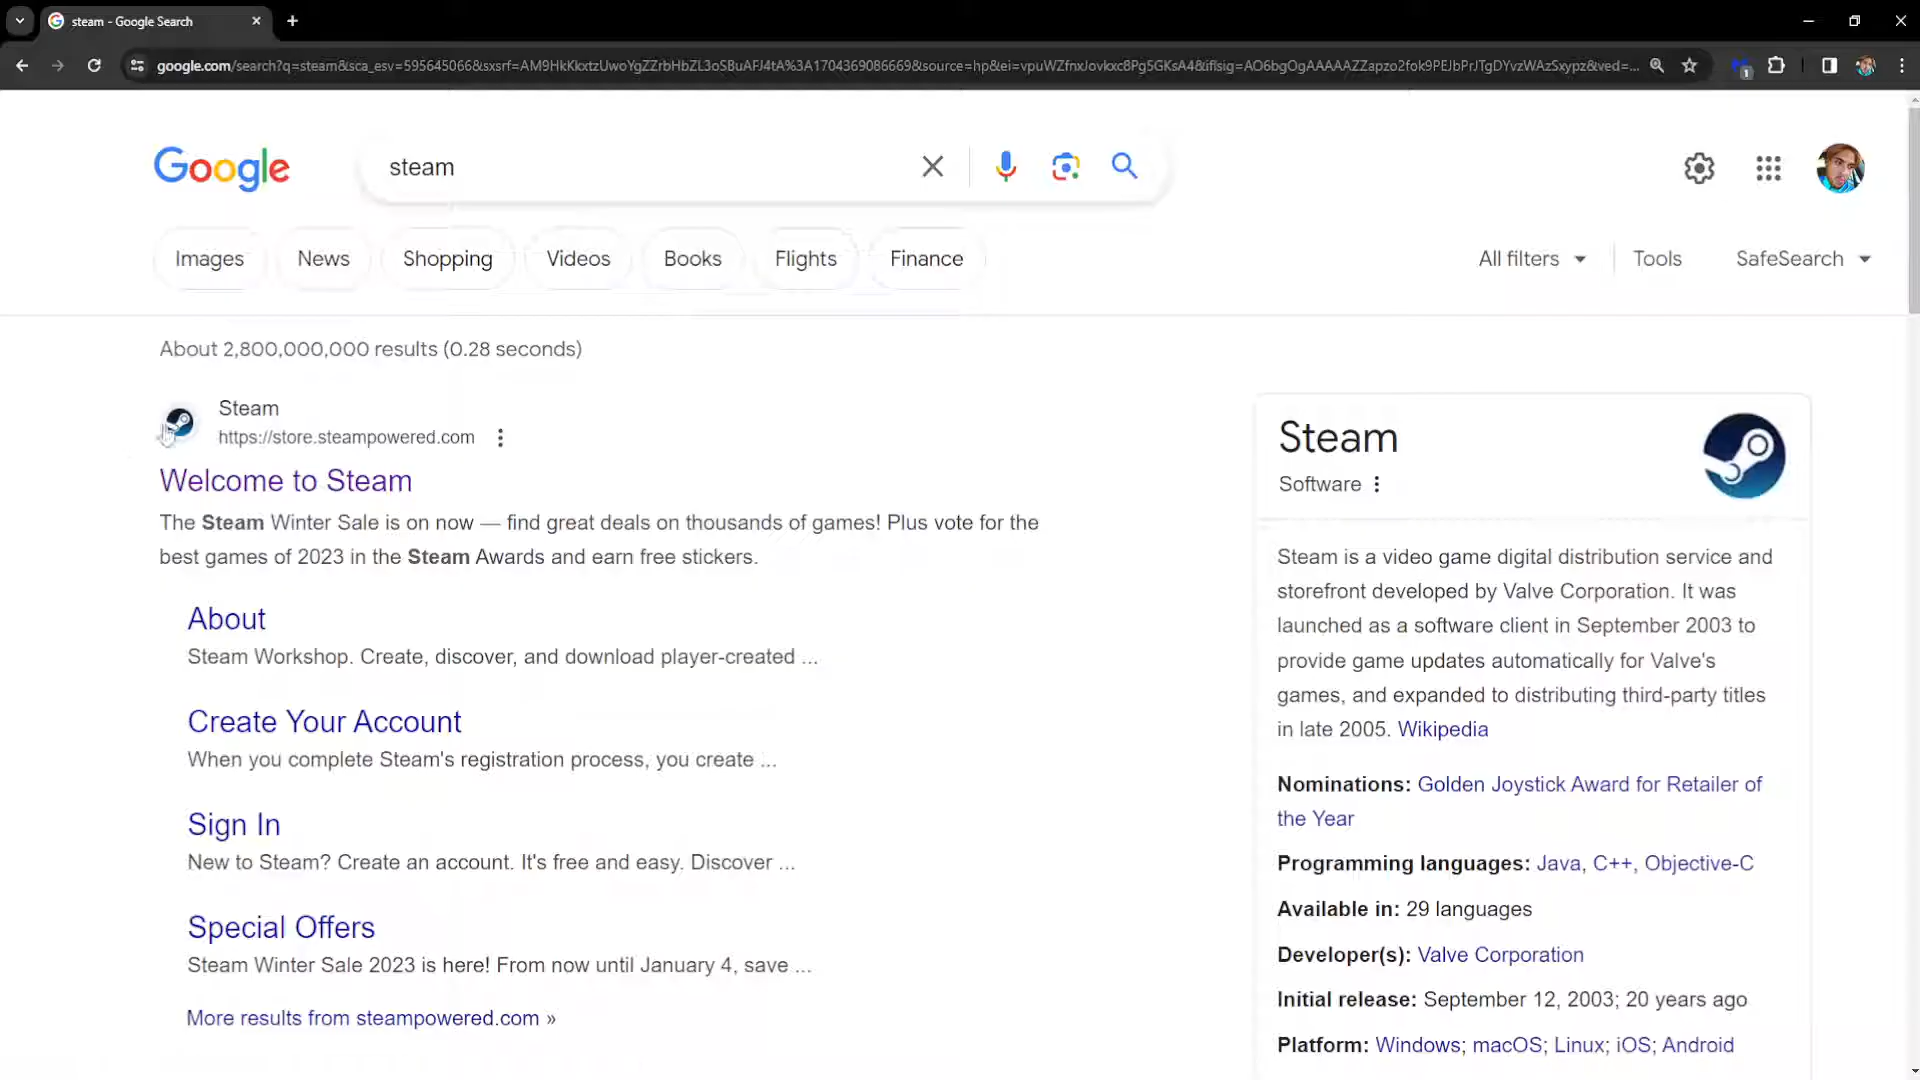 steam - Google Search
google.com/search?q=steam&sca_esv=595645066&sxsrf=AM9HkKkxtzUwoYgZZrbHbZL3oSBuAFJ4tA%3A1704369086669&source=hp&ei=vpuWZfnxJovkxc8Pg5GKsA4&iflsig=AO6bgOgAAAAAZZapzo2fok9PEJbPrJTgDYvzWAzSxypz&ved=...
1
Google
steam
Images
News
Shopping
Videos
Books
Flights
Finance
All filters
Tools
SafeSearch
About 2,800,000,000 results (0.28 seconds)
Steam
https://store.steampowered.com
Welcome to Steam
The Steam Winter Sale is on now — find great deals on thousands of games! Plus vote for the
best games of 2023 in the Steam Awards and earn free stickers.
About
Steam Workshop. Create, discover, and download player-created ...
Create Your Account
When you complete Steam's registration process, you create ...
Sign In
New to Steam? Create an account. It's free and easy. Discover ...
Special Offers
Steam Winter Sale 2023 is here! From now until January 4, save ...
More results from steampowered.com »
Steam
Software
Steam is a video game digital distribution service and
storefront developed by Valve Corporation. It was
launched as a software client in September 2003 to
provide game updates automatically for Valve's
games, and expanded to distributing third-party titles
in late 2005. Wikipedia
Nominations: Golden Joystick Award for Retailer of
the Year
Programming languages: Java, C++, Objective-C
Available in: 29 languages
Developer(s): Valve Corporation
Initial release: September 12, 2003; 20 years ago
Platform: Windows; macOS; Linux; iOS; Android